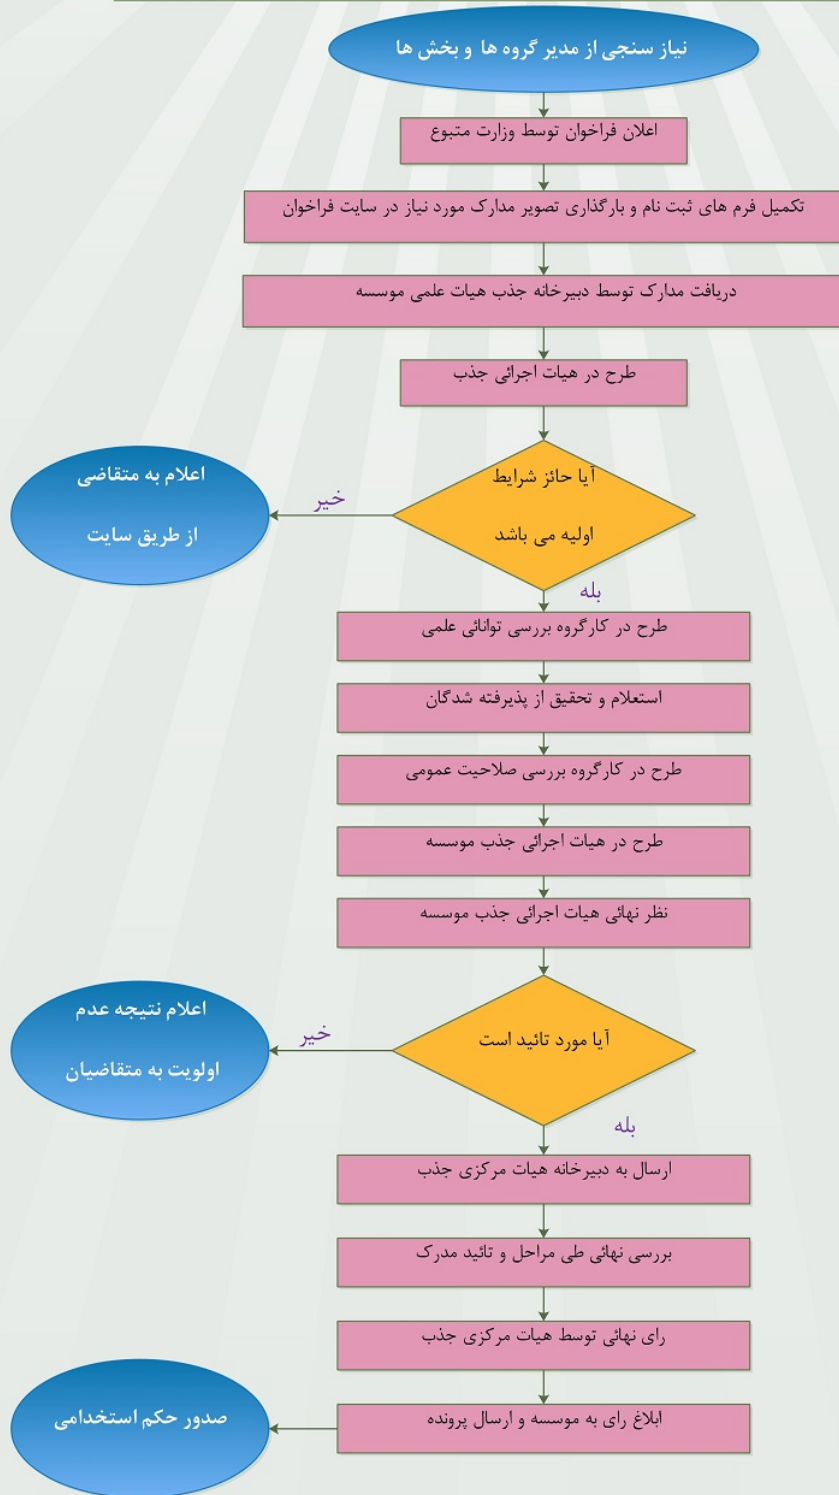 نیاز سنجی از مدیر گروه ها و بخش ها
اعلان فراخوان توسط وزارت متبوع
تکمیل فرم های ثبت نام و بارگذاری تصویر مدارک مورد نیاز در سایت فراخوان
دریافت مدارک توسط دبیرخانه جذب هیات علمی موسسه
طرح در هیات اجرائی جذب
آیا حائز شرایط
اولیه می باشد
خیر
اعلام به متقاضی
از طریق سایت
بله
طرح در کارگروه بررسی توانائی علمی
استعلام و تحقیق از پذیرفته شدگان
طرح در کارگروه بررسی صلاحیت عمومی
طرح در هیات اجرائی جذب موسسه
نظر نهائی هیات اجرائی جذب موسسه
آیا مورد تائید است
خیر
اعلام نتیجه عدم
اولویت به متقاضیان
بله
ارسال به دبیرخانه هیات مرکزی جذب
بررسی نهائی طی مراحل و تائید مدرک
رای نهائی توسط هیات مرکزی جذب
ابلاغ رای به موسسه و ارسال پرونده
صدور حکم استخدامی